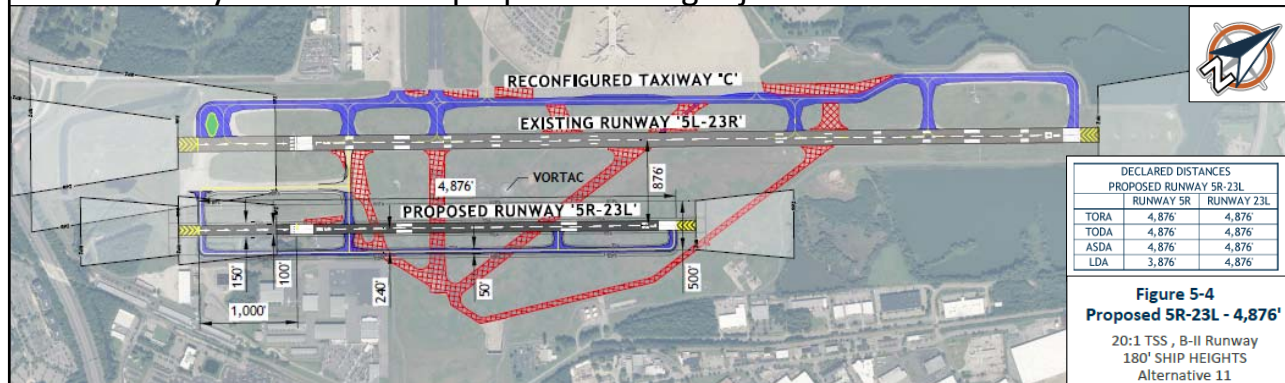 RECONFIGURED TAXIWAY "C'
EXISTING RUNWAY '5L-23R'
4,876'
VORTAC
876'
PROPOSED RUNWAY '5R-23L'
150'
100'
240'
50'
500'
1,000'
DECLARED DISTANCES
PROPOSED RUNWAY 5R-23L
RUNWAY 5R RUNWAY 23L
TORA 4,876' 4,876'
TODA 4,876' 4,876'
ASDA 4,876' 4,876'
LDA 3,876' 4,876'
Figure 5-4
Proposed 5R-23L - 4,876'
20:1 TSS , B-II Runway
180' SHIP HEIGHTS
Alternative 11